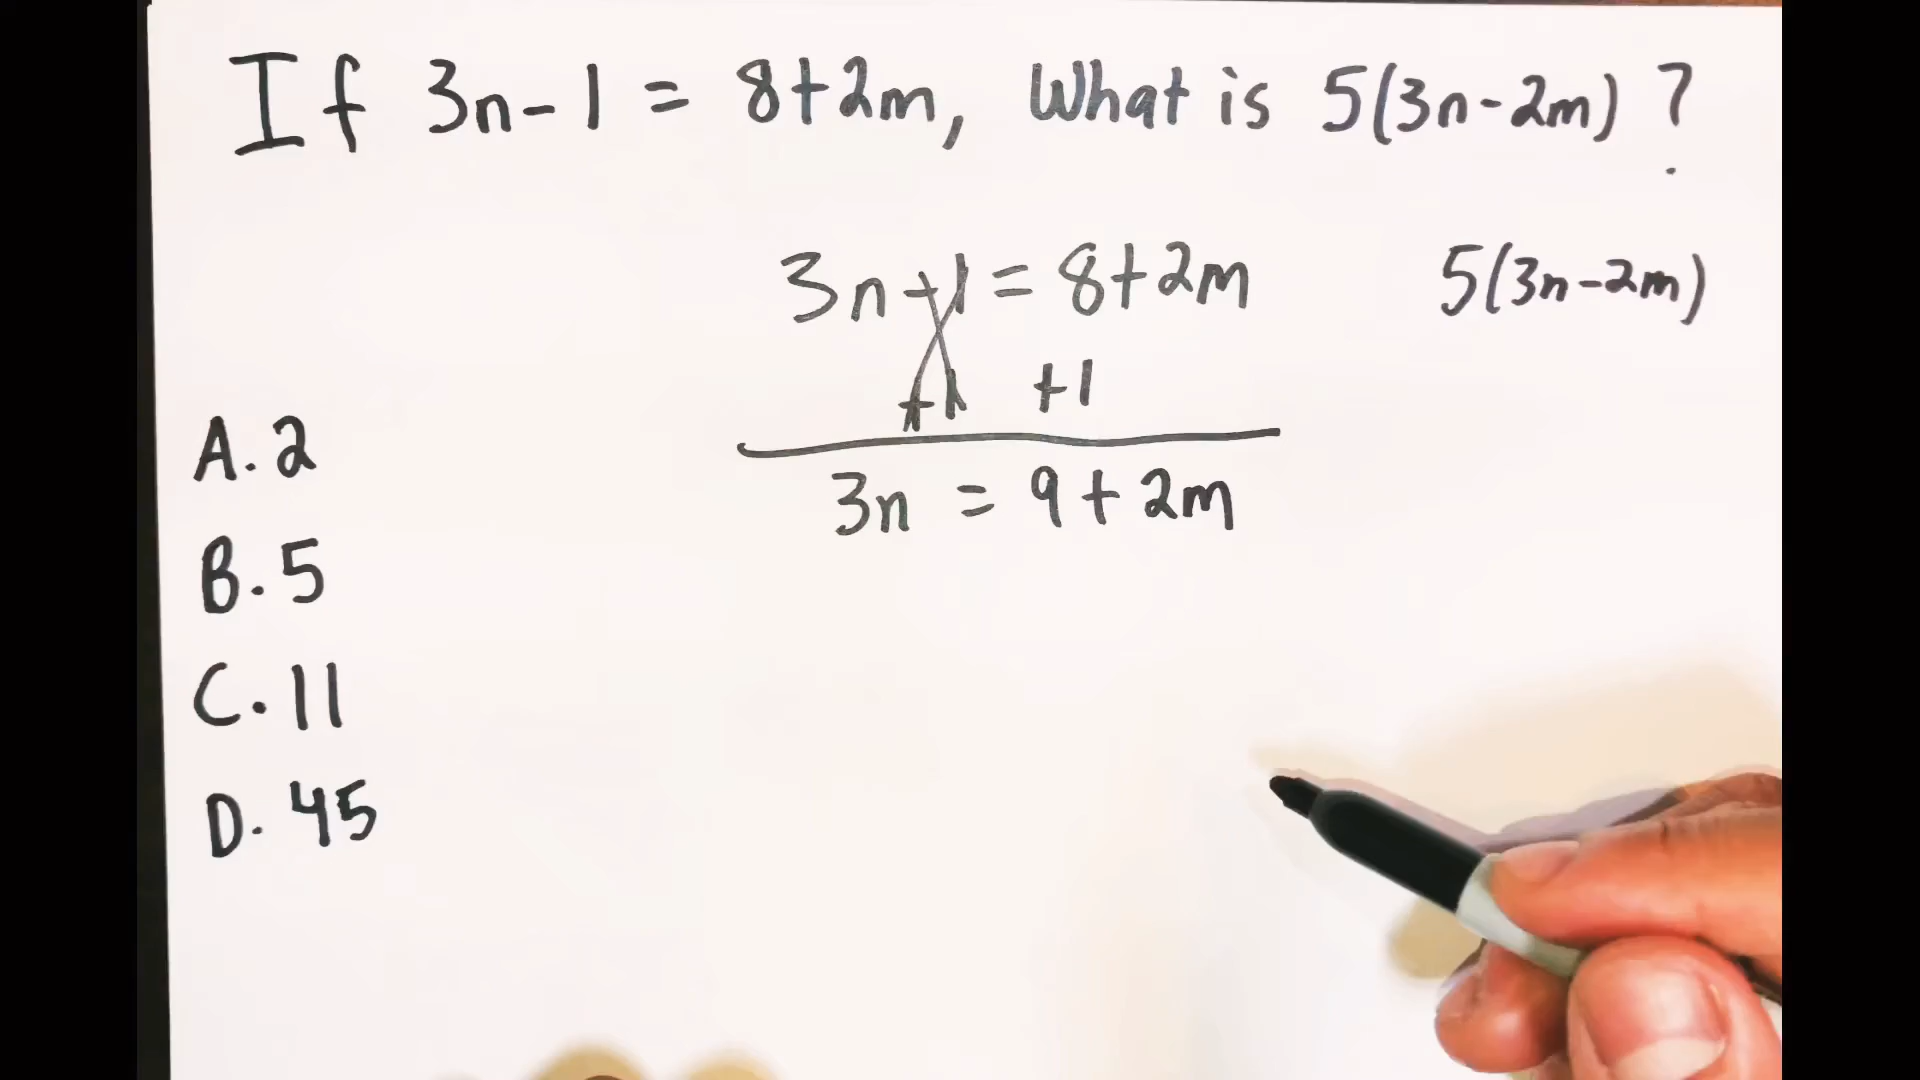 If 3n-1 = 8+2m, What is 5(3n-2m)?
3n-1 = 8+2m
5(3n-2m)
+1 +1
3n = 9+2m
A. 2
B. 5
C. 11
D. 45